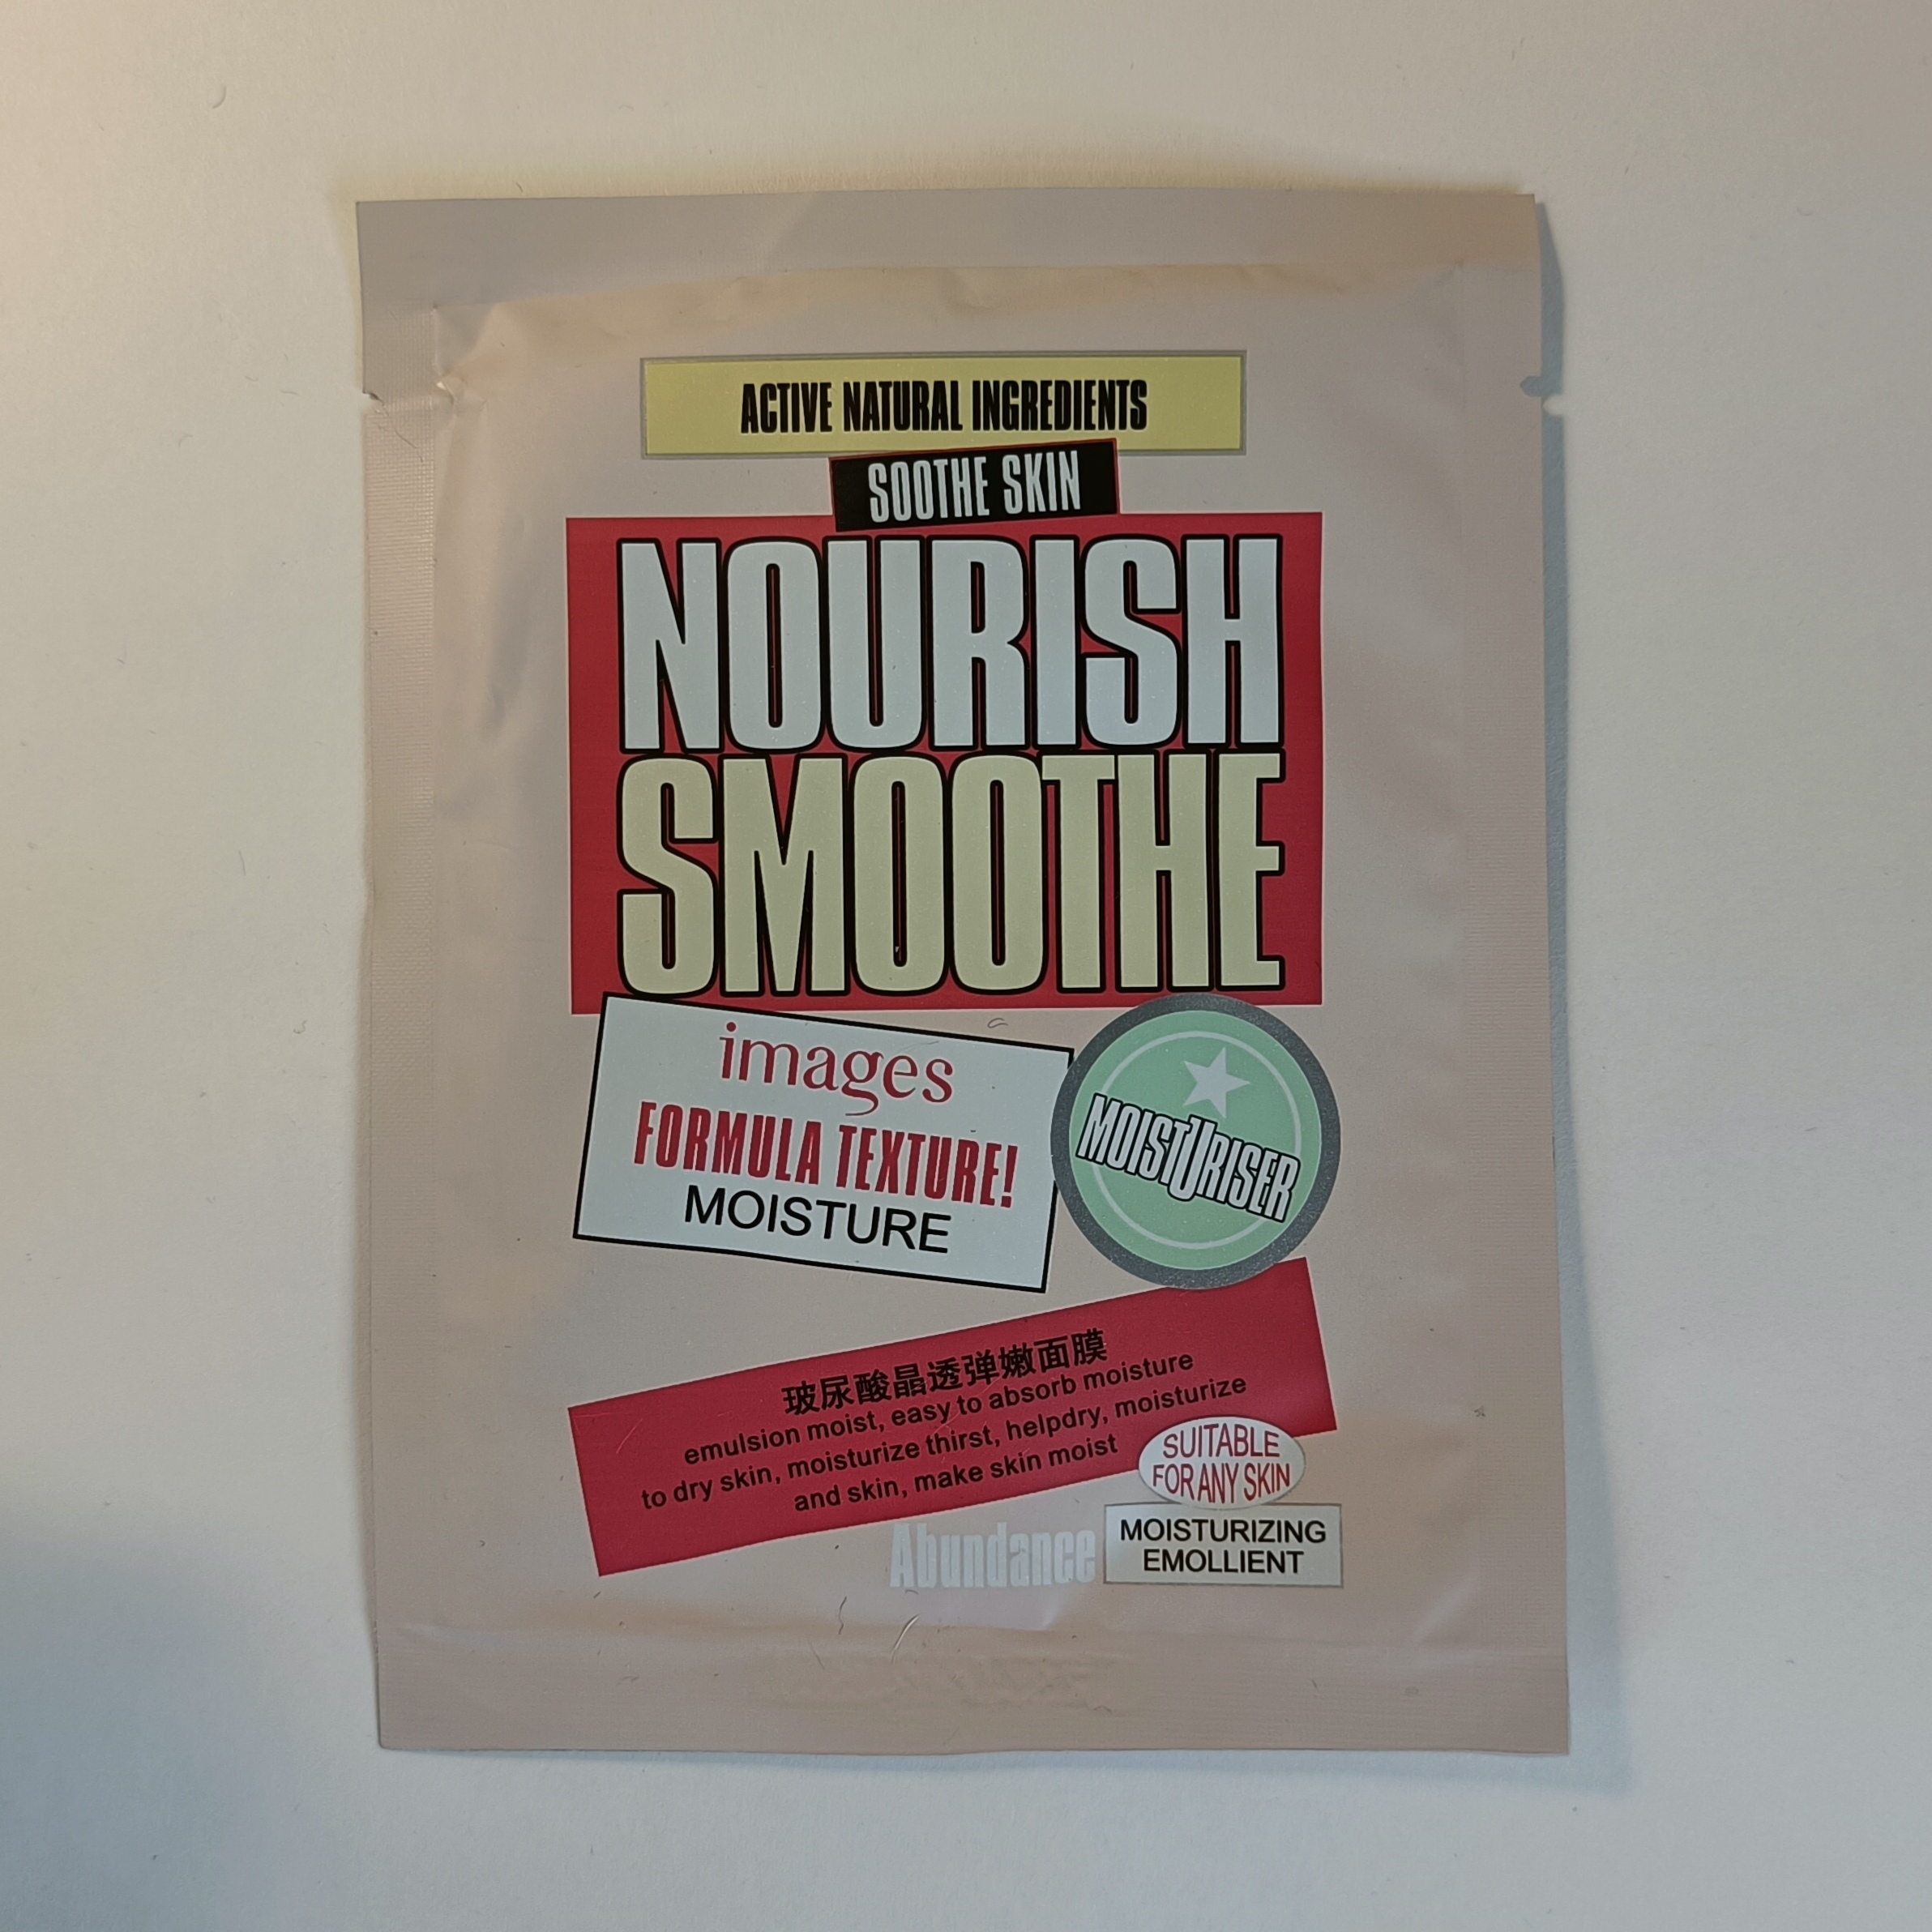 ACTIVE NATURAL INGREDIENTS
SOOTHE SKIN
NOURISH
SMOOTHE
images
FORMULA TEXTURE!
MOISTURE
MOISTURISER
玻尿酸晶透弹嫩面膜
emulsion moist, easy to absorb moisture
to dry skin, moisturize thirst, helpdry, moisturize
and skin, make skin moist
SUITABLE
FOR ANY SKIN
Abundance
MOISTURIZING
EMOLLIENT